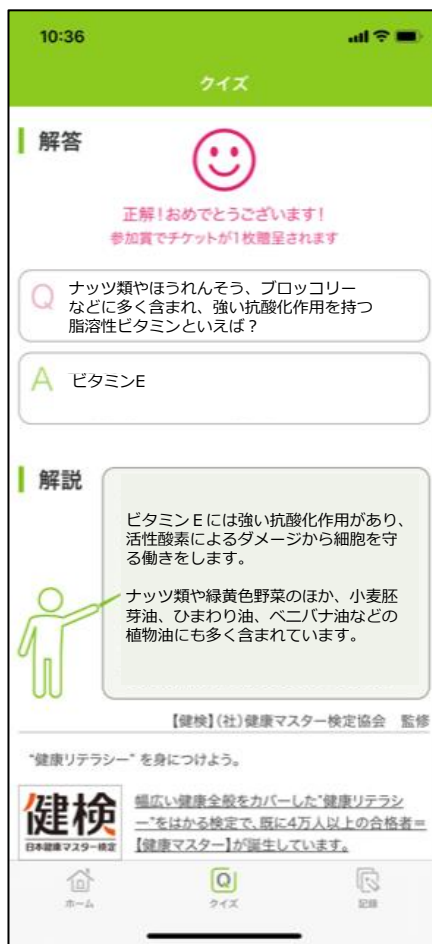 10:36
クイズ
解答
正解!おめでとうございます!
参加賞でチケットが1枚贈呈されます
Q ナッツ類やほうれんそう、ブロッコリー
などに多く含まれ、強い抗酸化作用を持つ
脂溶性ビタミンといえば？
A ビタミンE
解説
ビタミンＥには強い抗酸化作用があり、
活性酸素によるダメージから細胞を守
る働きをします。
ナッツ類や緑黄色野菜のほか、小麦胚
芽油、ひまわり油、ベニバナ油などの
植物油にも多く含まれています。
【健検】(社)健康マスター検定協会 監修
“健康リテラシー” を身につけよう。
健検
日本健康マスター検定
幅広い健康全般をカバーした“健康リテラシ
ー”をはかる検定で、既に4万人以上の合格者＝
【健康マスター】が誕生しています。
ホーム
Q
クイズ
記録